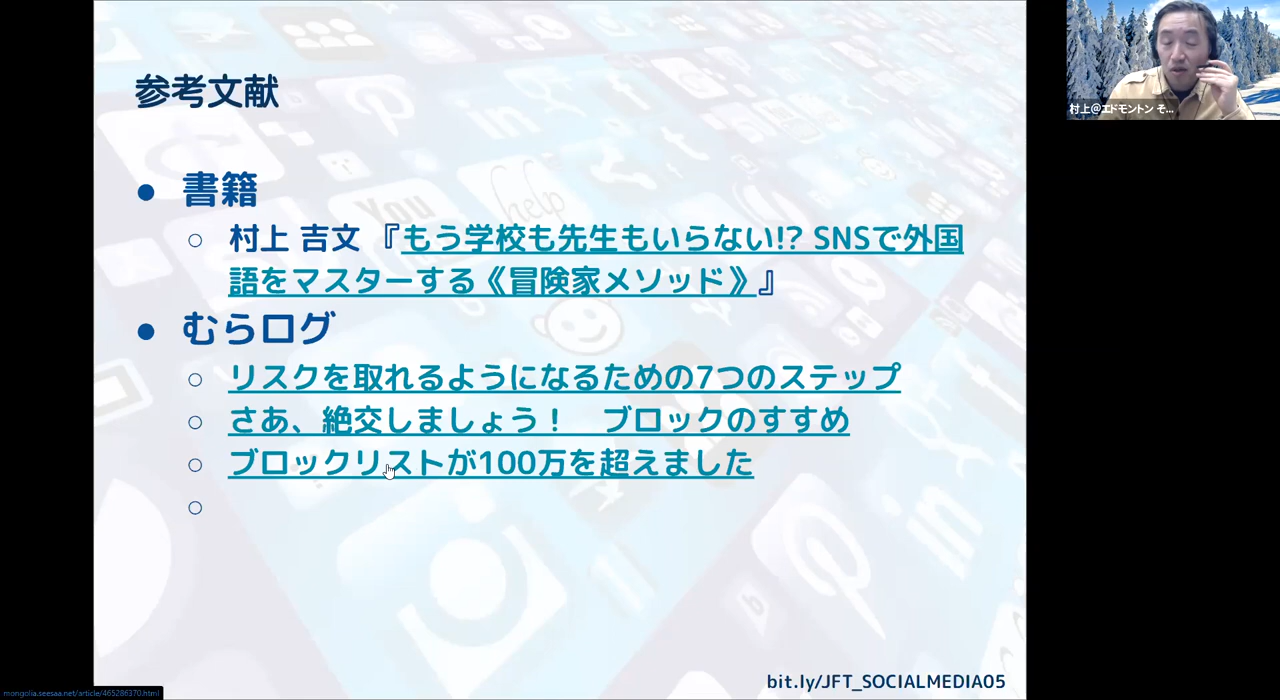 参考文献
● 書籍
○ 村上 吉文 『もう学校も先生もいらない!? SNSで外国
語をマスターする《冒険家メソッド》』
● むらログ
○ リスクを取れるようになるための7つのステップ
○ さあ、絶交しましょう！　ブロックのすすめ
○ ブロックリストが100万を超えました
○
bit.ly/JFT_SOCIALMEDIA05
村上@エドモントン そ...
mongolia.seesaa.net/article/465286370.html
You
help
in
b